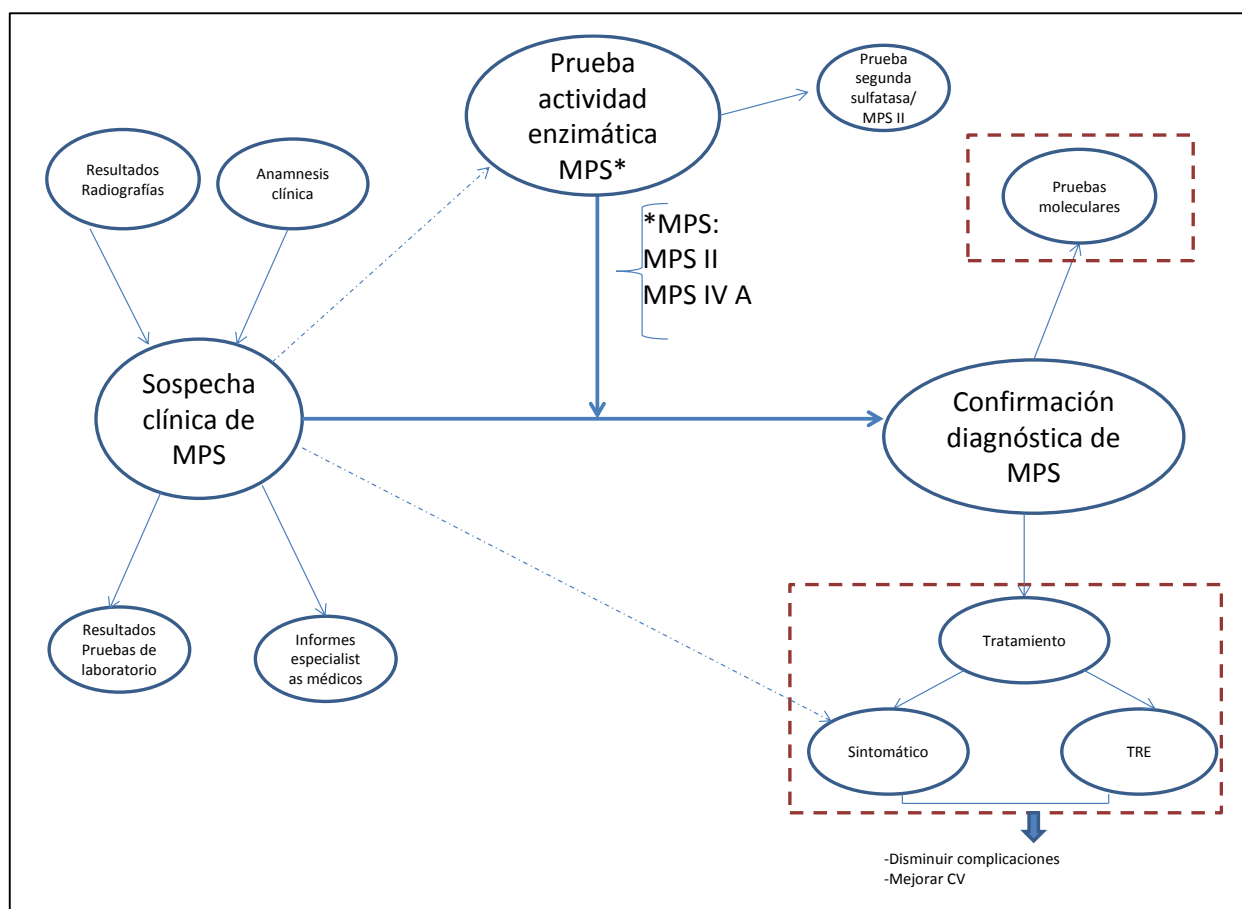 Prueba
actividad
enzimática
MPS*
Prueba
segunda
sulfatasa/
MPS II
Resultados
Radiografías
Anamnesis
clínica
Pruebas
moleculares
*MPS:
MPS II
MPS IV A
Sospecha
clínica de
MPS
Confirmación
diagnóstica de
MPS
Resultados
Pruebas de
laboratorio
Informes
especialist
as médicos
Tratamiento
Sintomático
TRE
-Disminuir complicaciones
-Mejorar CV